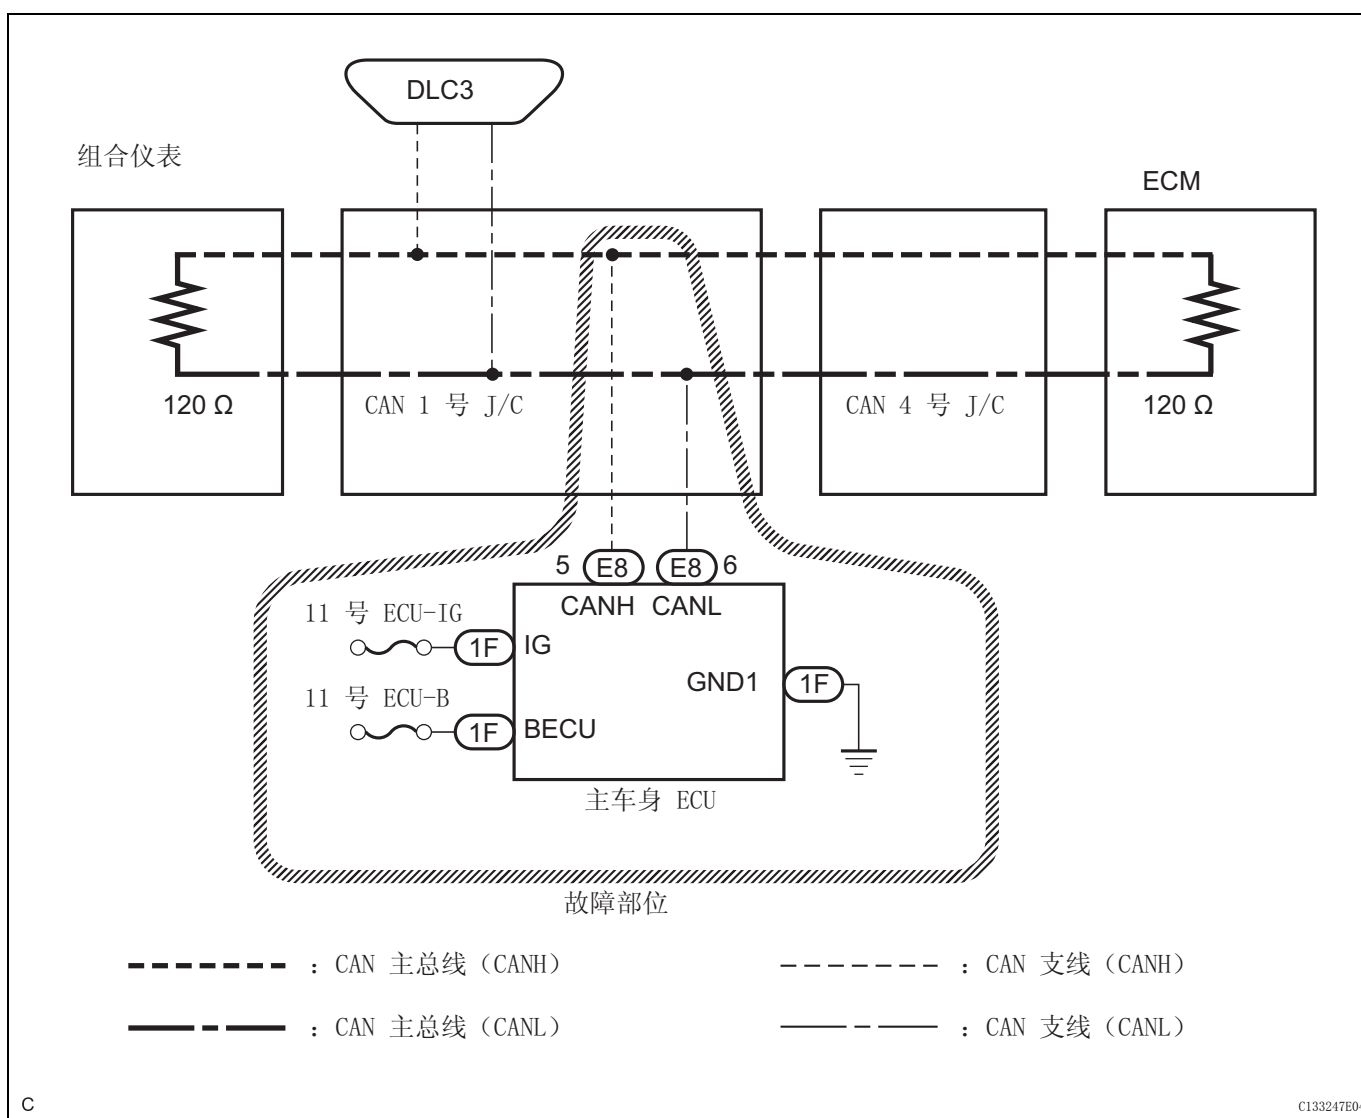 DLC3
组合仪表
ECM
120 Ω
CAN 1 号 J/C
CAN 4 号 J/C
120 Ω
5 E8 E8 6
CANH CANL
11 号 ECU-IG
1F IG
GND1 1F
11 号 ECU-B
1F BECU
主车身 ECU
故障部位
：CAN 主总线（CANH）
：CAN 支线（CANH）
：CAN 主总线（CANL）
：CAN 支线（CANL）
C
C133247E04